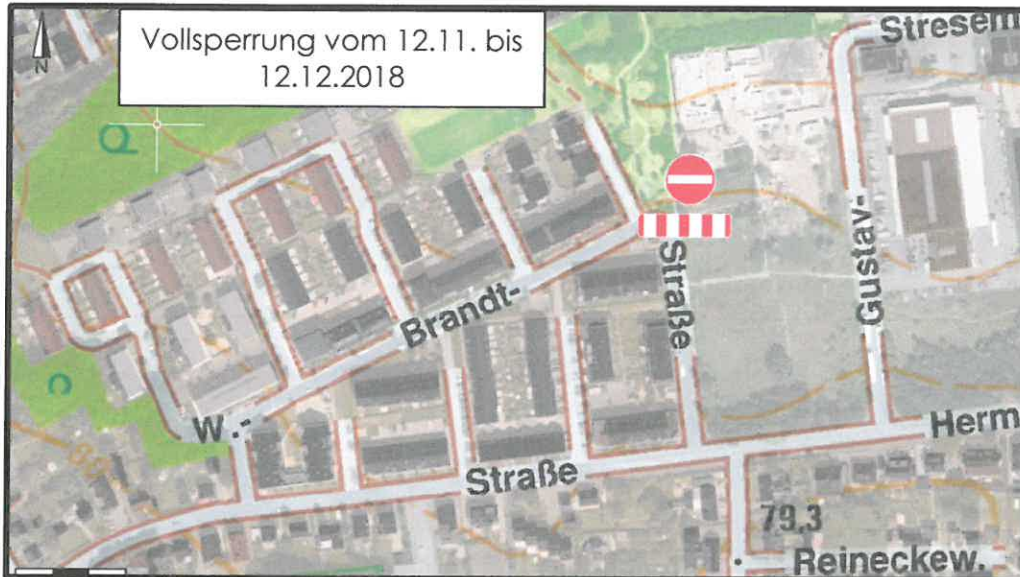 N
Vollsperrung vom 12.11. bis
12.12.2018
Stresem
Gustav-
Straße
Brandt-
W.-
Herm
Straße
79,3
Reineckew.